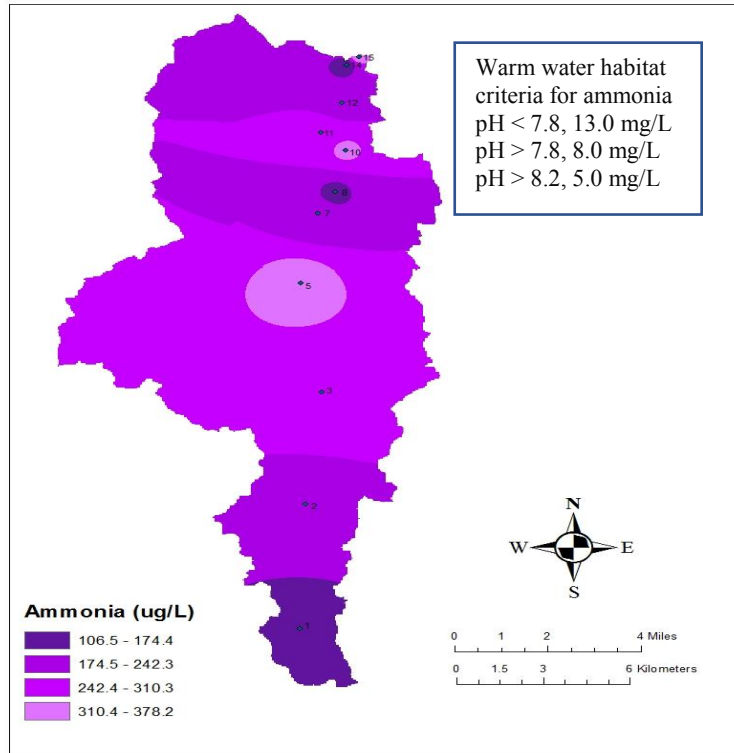 15
14
12
11
10
8
7
5
3
2
1
Warm water habitat
criteria for ammonia
pH < 7.8, 13.0 mg/L
pH > 7.8, 8.0 mg/L
pH > 8.2, 5.0 mg/L
N
W E
S
Ammonia (ug/L)
106.5 - 174.4
174.5 - 242.3
242.4 - 310.3
310.4 - 378.2
0 1 2 4 Miles
0 1.5 3 6 Kilometers